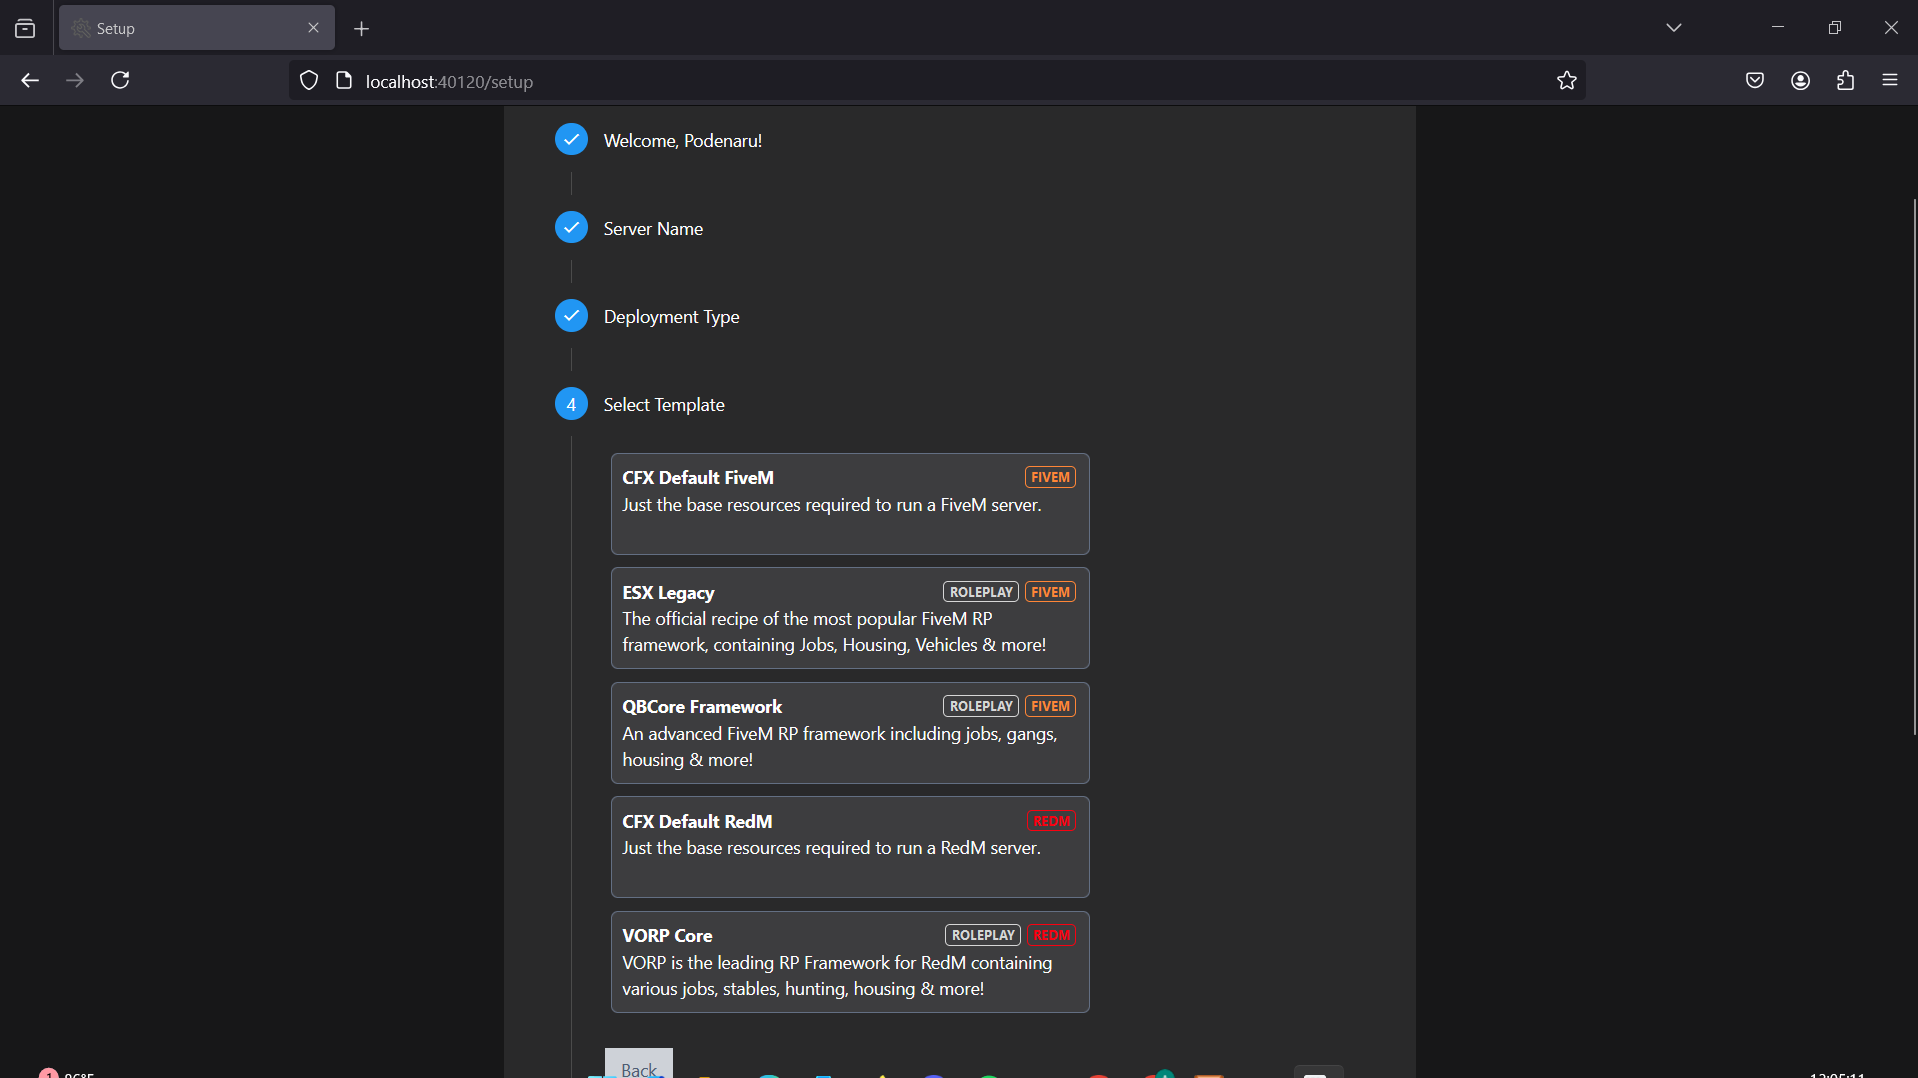 Setup
localhost:40120/setup
Welcome, Podenaru!
Server Name
Deployment Type
4 Select Template
CFX Default FiveM FIVEM
Just the base resources required to run a FiveM server.
ESX Legacy ROLEPLAY FIVEM
The official recipe of the most popular FiveM RP
framework, containing Jobs, Housing, Vehicles & more!
QBCore Framework ROLEPLAY FIVEM
An advanced FiveM RP framework including jobs, gangs,
housing & more!
CFX Default RedM REDM
Just the base resources required to run a RedM server.
VORP Core ROLEPLAY REDM
VORP is the leading RP Framework for RedM containing
various jobs, stables, hunting, housing & more!
Back